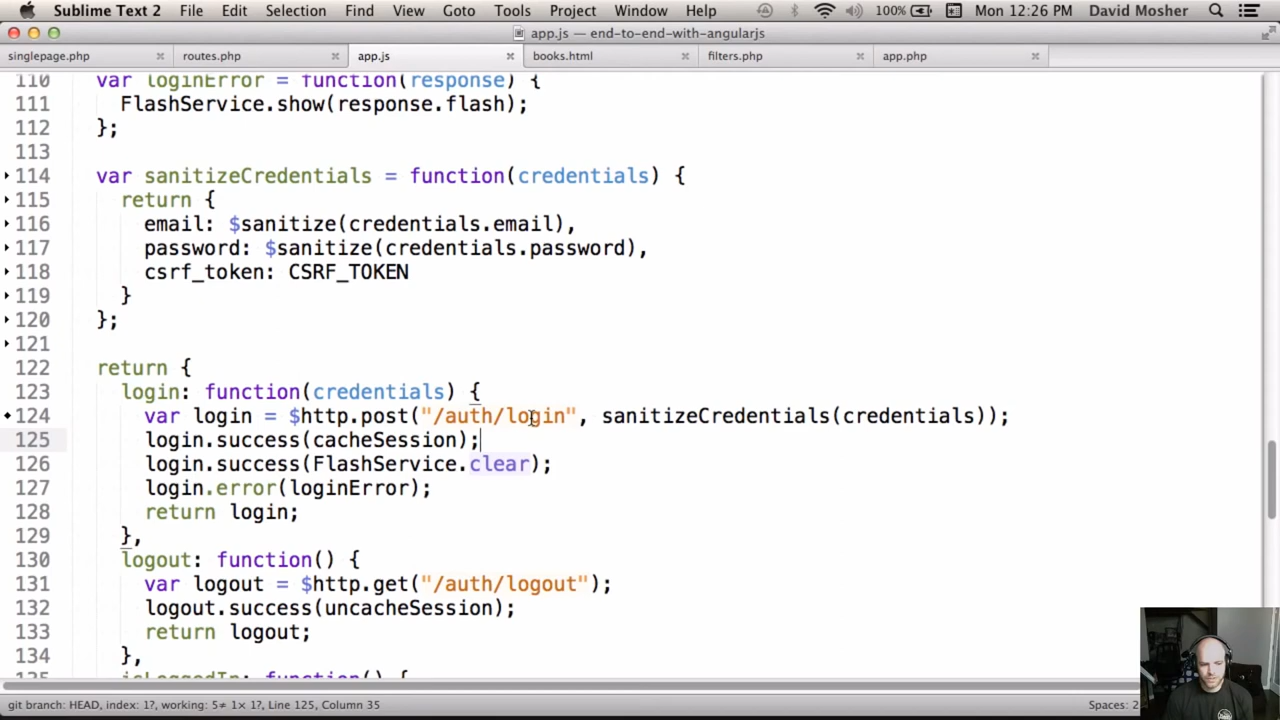 Sublime Text 2 File Edit Selection Find View Goto Tools Project Window Help 100% Mon 12:26 PM David Mosher
app.js — end-to-end-with-angularjs
singlepage.php routes.php app.js books.html filters.php app.php
110 var loginError = function(response) {
111 FlashService.show(response.flash);
112 };
113
114 var sanitizeCredentials = function(credentials) {
115 return {
116 email: $sanitize(credentials.email),
117 password: $sanitize(credentials.password),
118 csrf_token: CSRF_TOKEN
119 }
120 };
121
122 return {
123 login: function(credentials) {
124 var login = $http.post("/auth/login", sanitizeCredentials(credentials));
125 login.success(cacheSession);
126 login.success(FlashService.clear);
127 login.error(loginError);
128 return login;
129 },
130 logout: function() {
131 var logout = $http.get("/auth/logout");
132 logout.success(uncacheSession);
133 return logout;
134 },
135 isLoggedIn: function() {
git branch: HEAD, index: 1?, working: 5≠ 1× 1?, Line 125, Column 35 Spaces: 2